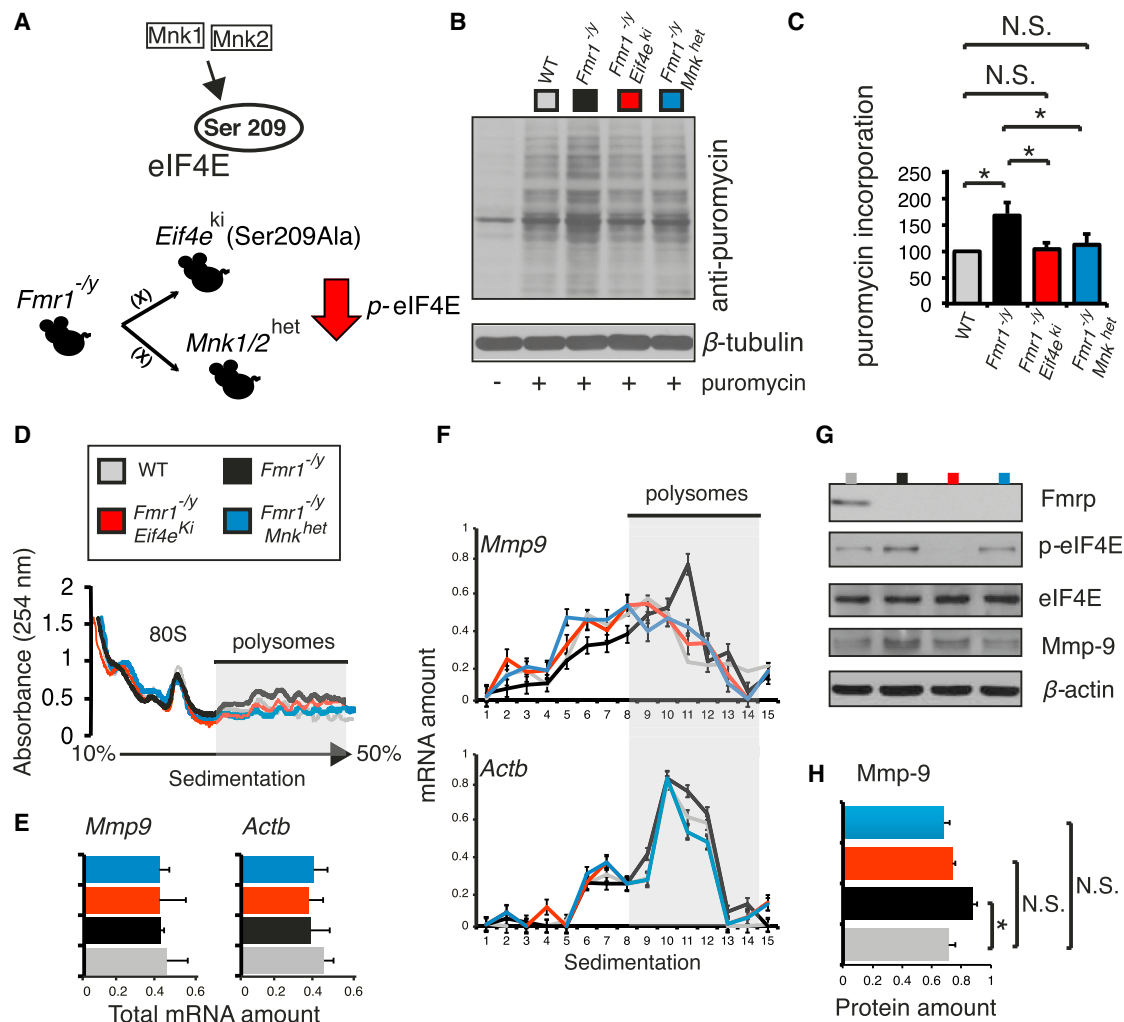 A
Mnk1 Mnk2
Ser 209
eIF4E
Eif4e ki (Ser209Ala)
Fmr1 -/y
(x)
(x)
Mnk1/2 het
p-eIF4E
B
WT
Fmr1 -/y
Fmr1 -/y Eif4e ki
Fmr1 -/y Mnk het
anti-puromycin
β-tubulin
- + + + + puromycin
C
N.S.
N.S.
*
*
*
puromycin incorporation
250
200
150
100
50
0
WT
Fmr1 -/y
Fmr1 -/y Eif4e ki
Fmr1 -/y Mnk het
D
WT
Fmr1 -/y
Fmr1 -/y Eif4e Ki
Fmr1 -/y Mnk het
Absorbance (254 nm)
2
1.5
1
0.5
0
80S
polysomes
10% 50%
Sedimentation
E
Mmp9 Actb
0 0.2 0.4 0.6
0 0.2 0.4 0.6
Total mRNA amount
F
polysomes
Mmp9
1
0.8
0.6
0.4
0.2
0
1 2 3 4 5 6 7 8 9 10 11 12 13 14 15
mRNA amount
Actb
1
0.8
0.6
0.4
0.2
0
1 2 3 4 5 6 7 8 9 10 11 12 13 14 15
Sedimentation
G
Fmrp
p-eIF4E
eIF4E
Mmp-9
β-actin
H
Mmp-9
*
N.S.
N.S.
0 0.2 0.4 0.6 0.8 1
Protein amount